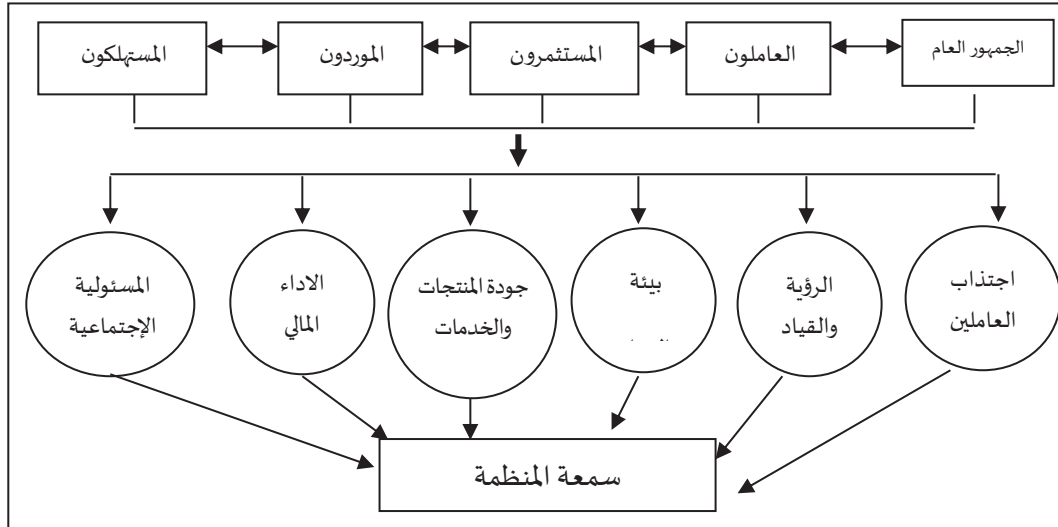 الجمهور العام
العاملون
المستثمرون
الموردون
المستهلكون
اجتذاب
العاملين
الرؤية
والقياد
بيئة
جودة المنتجات
والخدمات
الاداء
المالي
المسئولية
الإجتماعية
سمعة المنظمة